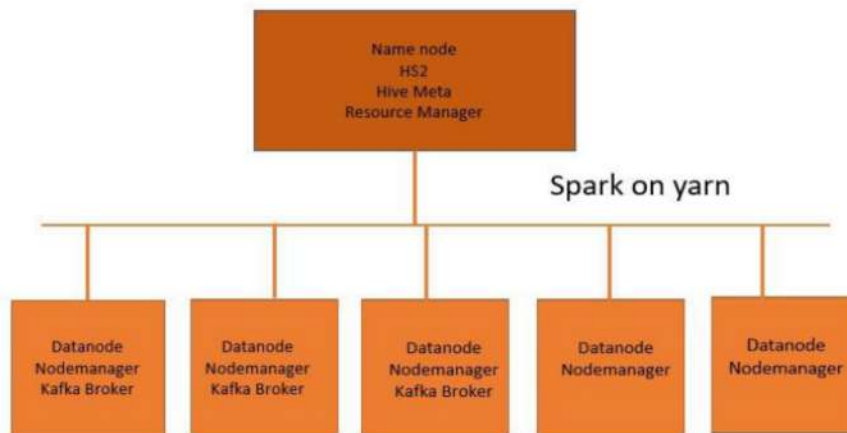 Name node
HS2
Hive Meta
Resource Manager
Spark on yarn
Datanode
Nodemanager
Kafka Broker
Datanode
Nodemanager
Kafka Broker
Datanode
Nodemanager
Kafka Broker
Datanode
Nodemanager
Datanode
Nodemanager